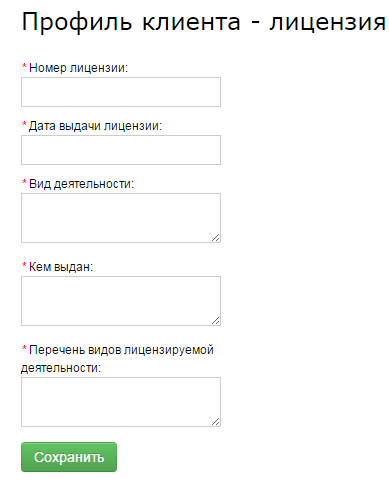 Профиль клиента - лицензия
* Номер лицензии:
* Дата выдачи лицензии:
* Вид деятельности:
* Кем выдан:
* Перечень видов лицензируемой
деятельности:
Сохранить